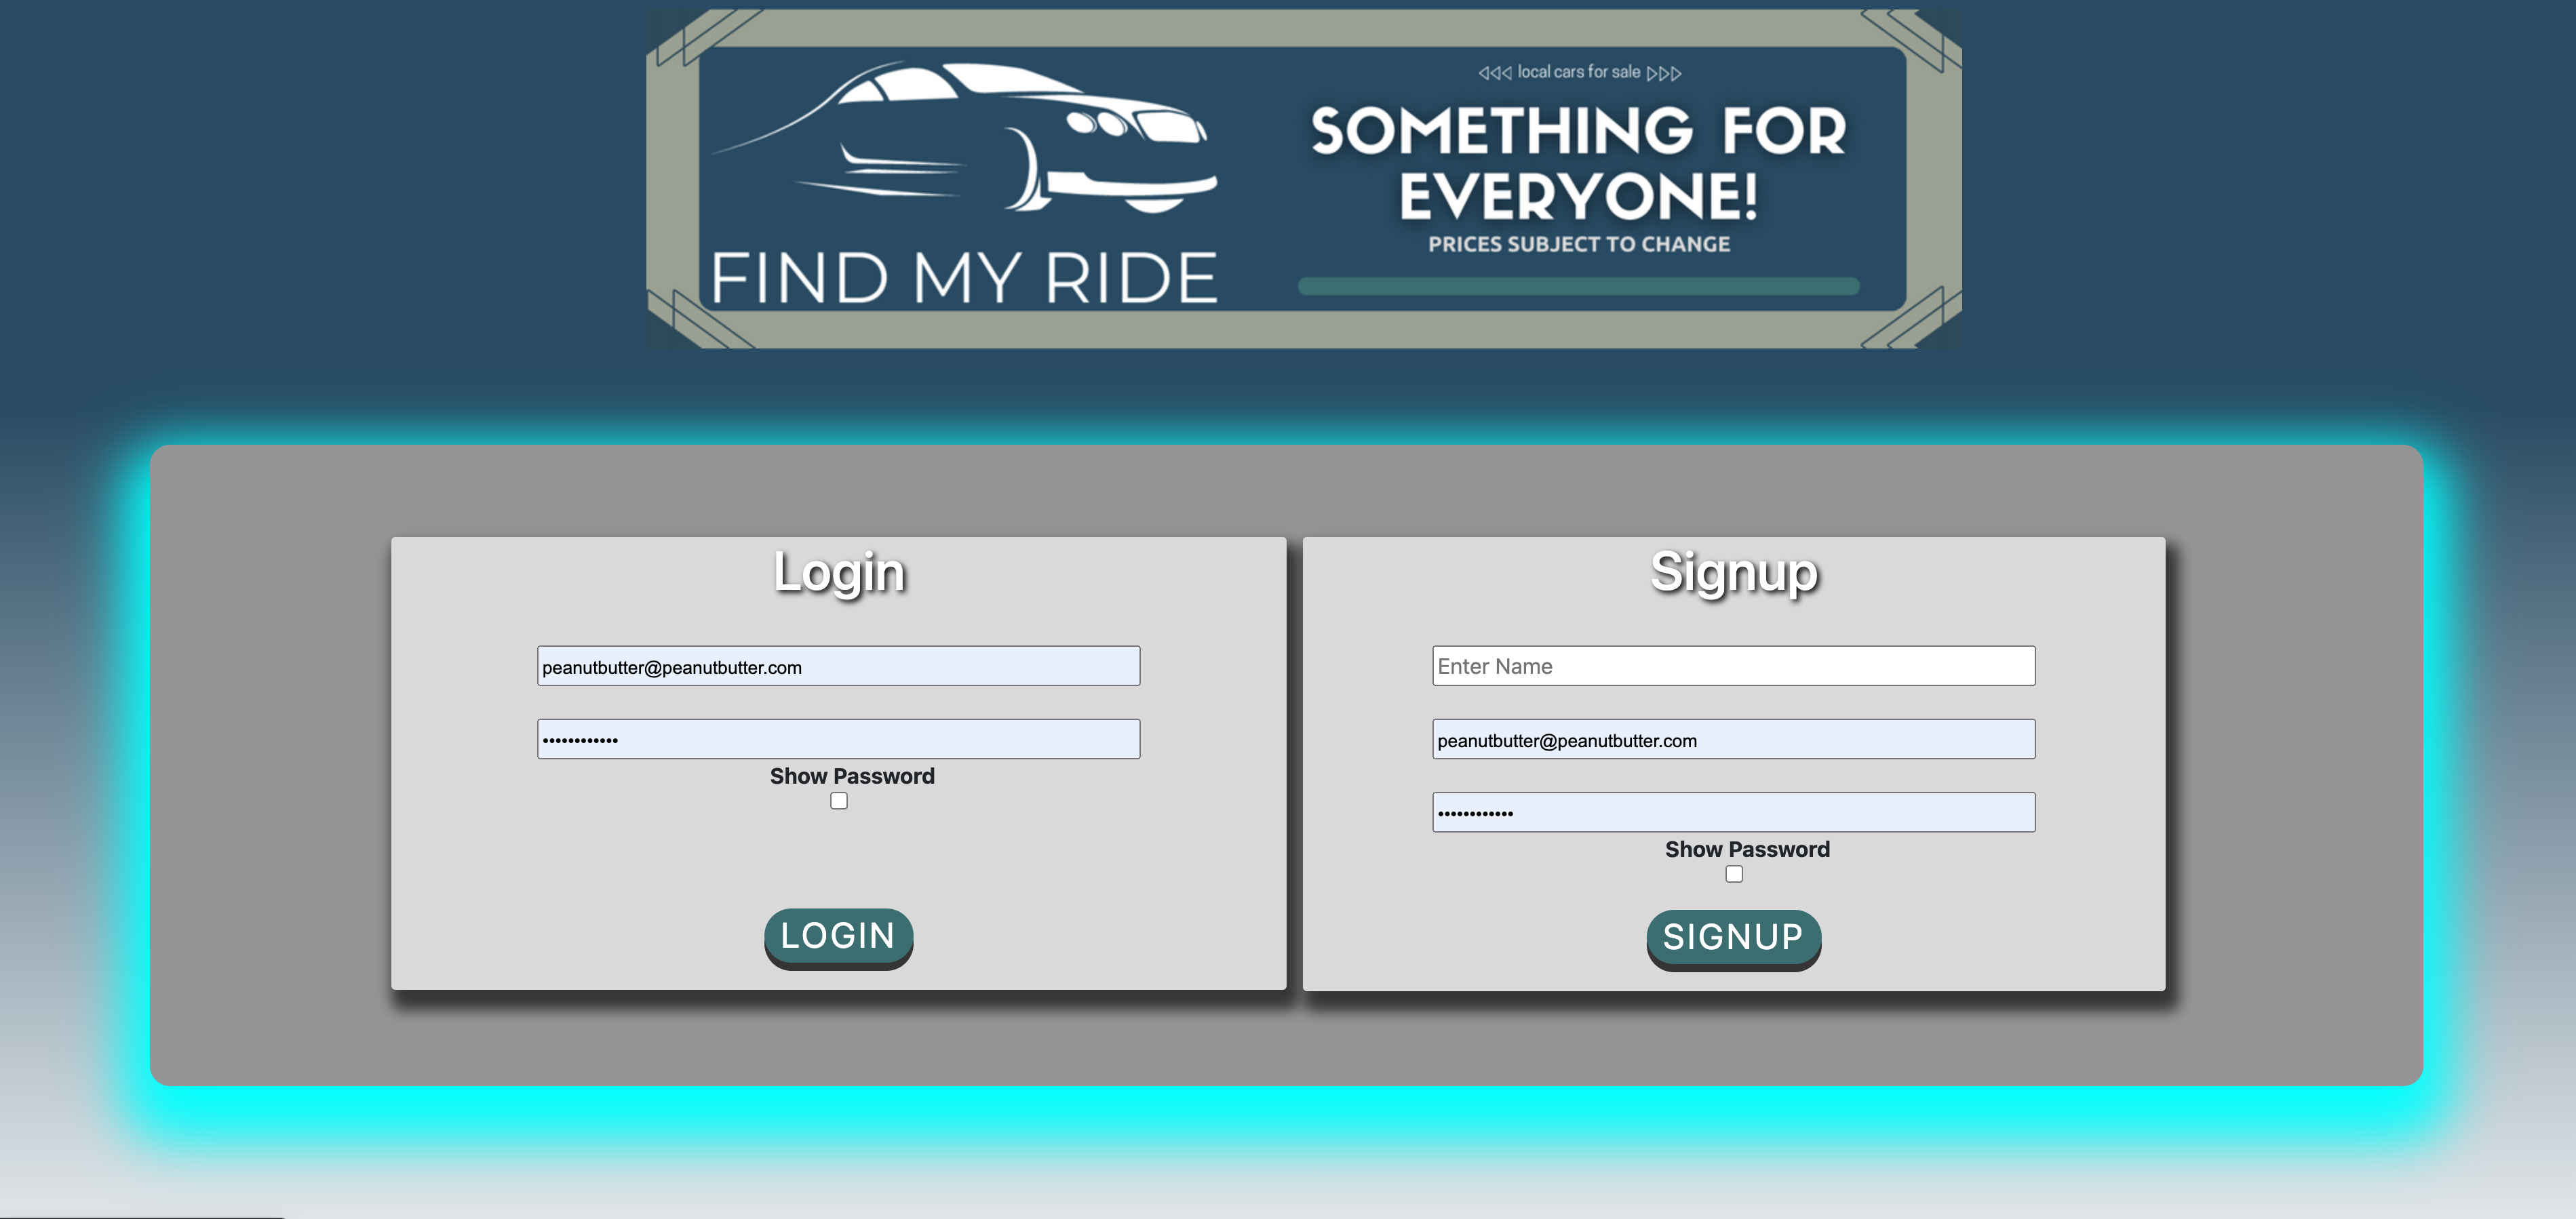 ◁◁◁ local cars for sale ▷▷▷
SOMETHING FOR
EVERYONE!
PRICES SUBJECT TO CHANGE
FIND MY RIDE
Login
peanutbutter@peanutbutter.com
••••••••••••
Show Password
LOGIN
Signup
Enter Name
peanutbutter@peanutbutter.com
••••••••••••
Show Password
SIGNUP